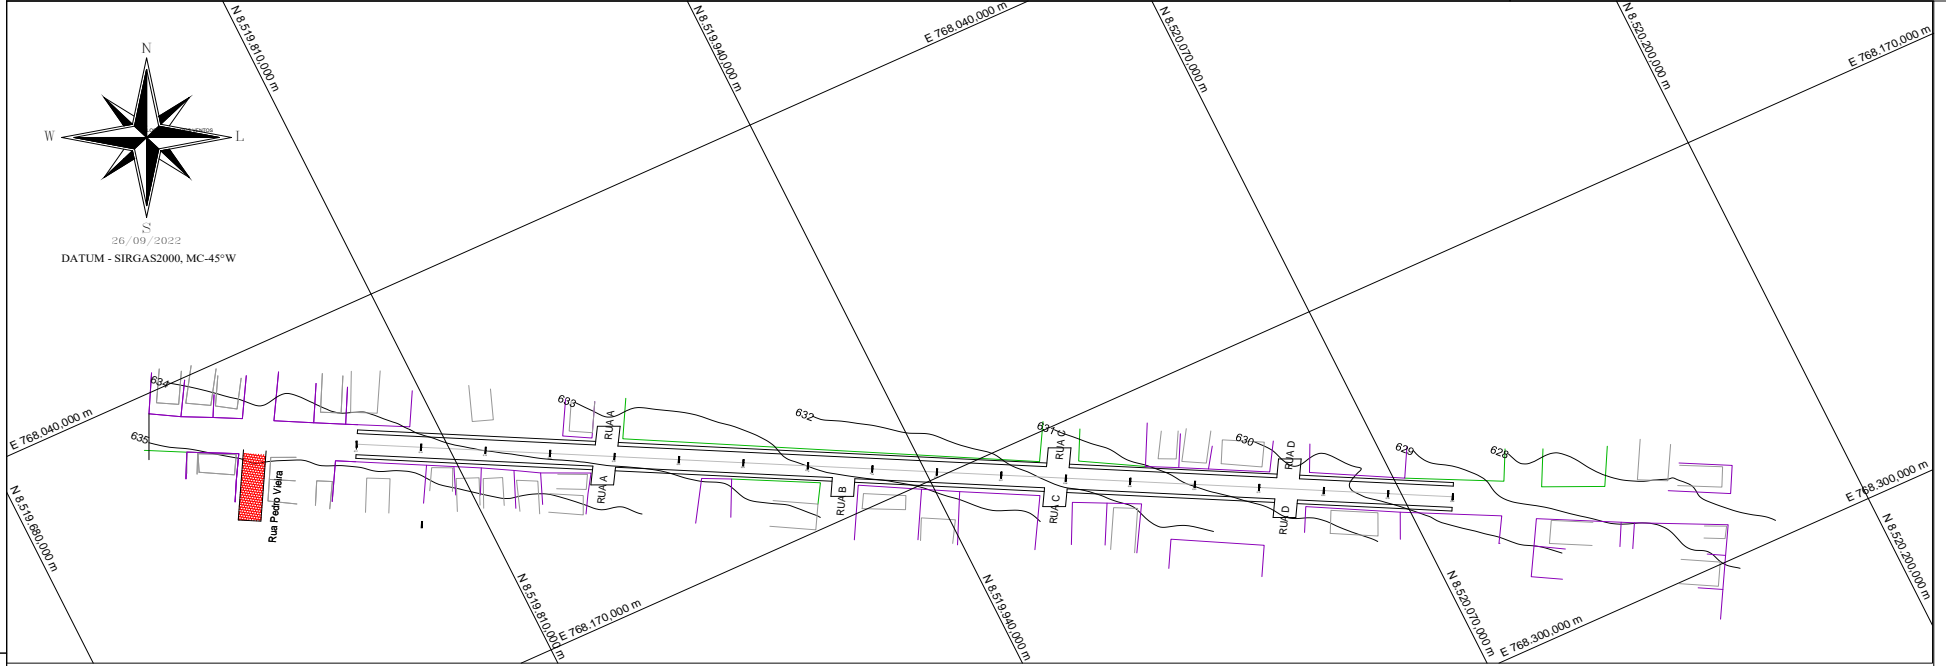 N 8.519.810,000 m
N 8.519.940,000 m
E 768.040,000 m
N 8.520.070,000 m
N 8.520.200,000 m
E 768.170,000 m
N
W
L
S
26/09/2022
DATUM - SIRGAS2000, MC-45°W
634
633
632
631
630
629
628
635
E 768.040,000 m
RUA A
RUA C
RUA D
Rua Pedro Vieira
RUA A
RUA B
RUA C
RUA D
N 8.519.680,000 m
N 8.519.810,000 m
E 768.170,000 m
N 8.519.940,000 m
N 8.520.070,000 m
E 768.300,000 m
E 768.300,000 m
N 8.520.200,000 m